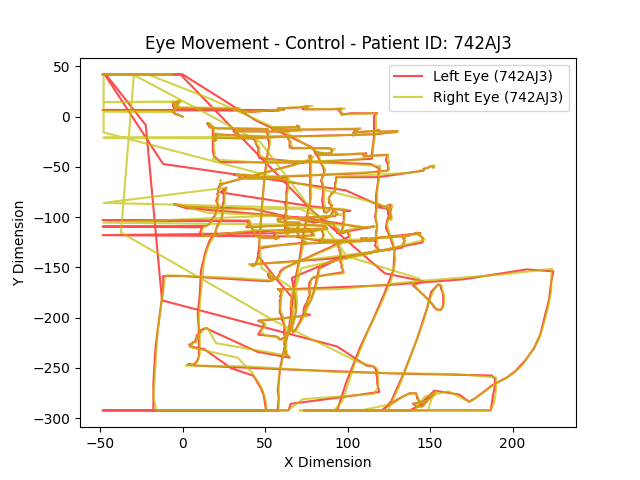 Eye Movement - Control - Patient ID: 742AJ3
Left Eye (742AJ3)
Right Eye (742AJ3)
Y Dimension
50
0
−50
−100
−150
−200
−250
−300
−50
0
50
100
150
200
X Dimension